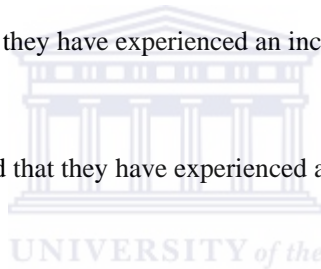 they have experienced an inc
d that they have experienced a
UNIVERSITY of the